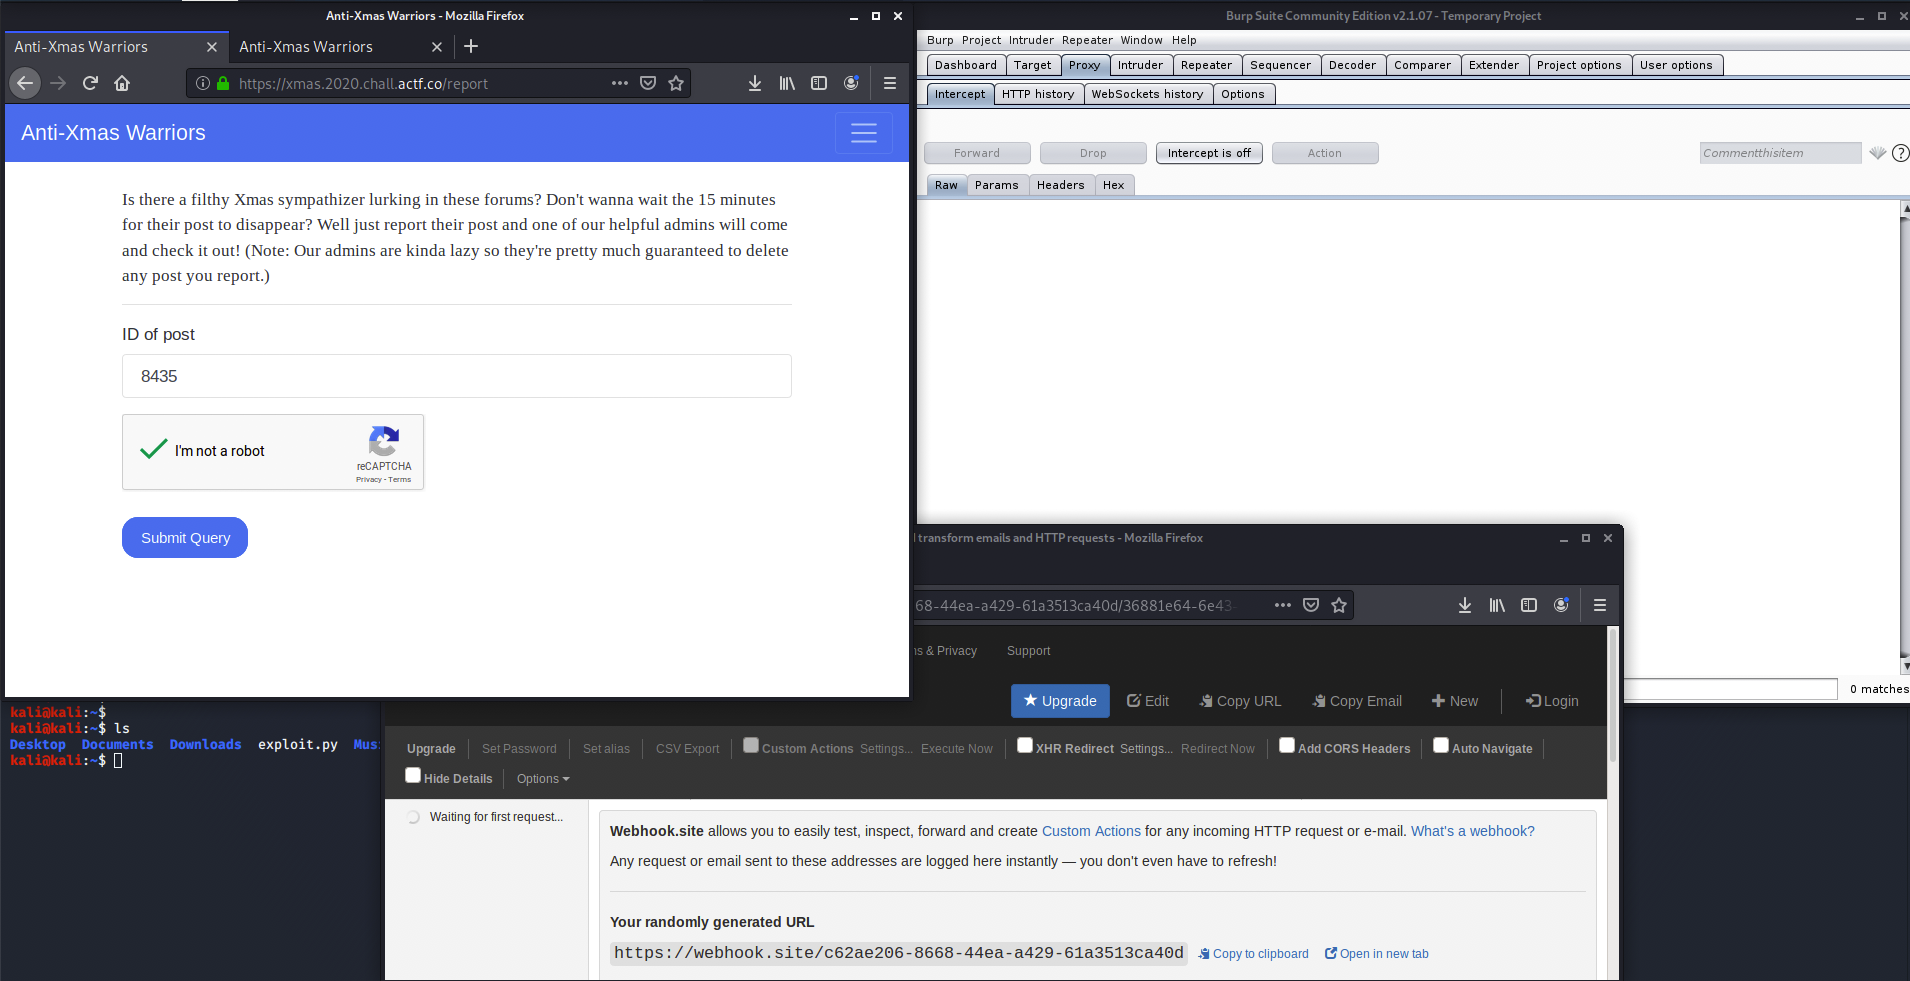 Anti-Xmas Warriors - Mozilla Firefox
Anti-Xmas Warriors
Anti-Xmas Warriors
https://xmas.2020.chall.actf.co/report
Anti-Xmas Warriors
Is there a filthy Xmas sympathizer lurking in these forums? Don't wanna wait the 15 minutes
for their post to disappear? Well just report their post and one of our helpful admins will come
and check it out! (Note: Our admins are kinda lazy so they're pretty much guaranteed to delete
any post you report.)
ID of post
8435
I'm not a robot
reCAPTCHA
Privacy - Terms
Submit Query
Burp Suite Community Edition v2.1.07 - Temporary Project
Burp Project Intruder Repeater Window Help
Dashboard Target Proxy Intruder Repeater Sequencer Decoder Comparer Extender Project options User options
Intercept HTTP history WebSockets history Options
Forward Drop Intercept is off Action Commentthisitem ?
Raw Params Headers Hex
0 matches
kali@kali:~$
kali@kali:~$ ls
Desktop Documents Downloads exploit.py Mus
kali@kali:~$
transform emails and HTTP requests - Mozilla Firefox
68-44ea-a429-61a3513ca40d/36881e64-6e43-
s & Privacy Support
Upgrade Edit Copy URL Copy Email New Login
Upgrade Set Password Set alias CSV Export Custom Actions Settings... Execute Now XHR Redirect Settings... Redirect Now Add CORS Headers Auto Navigate
Hide Details Options
Waiting for first request...
Webhook.site allows you to easily test, inspect, forward and create Custom Actions for any incoming HTTP request or e-mail. What's a webhook?
Any request or email sent to these addresses are logged here instantly — you don't even have to refresh!
Your randomly generated URL
https://webhook.site/c62ae206-8668-44ea-a429-61a3513ca40d Copy to clipboard Open in new tab